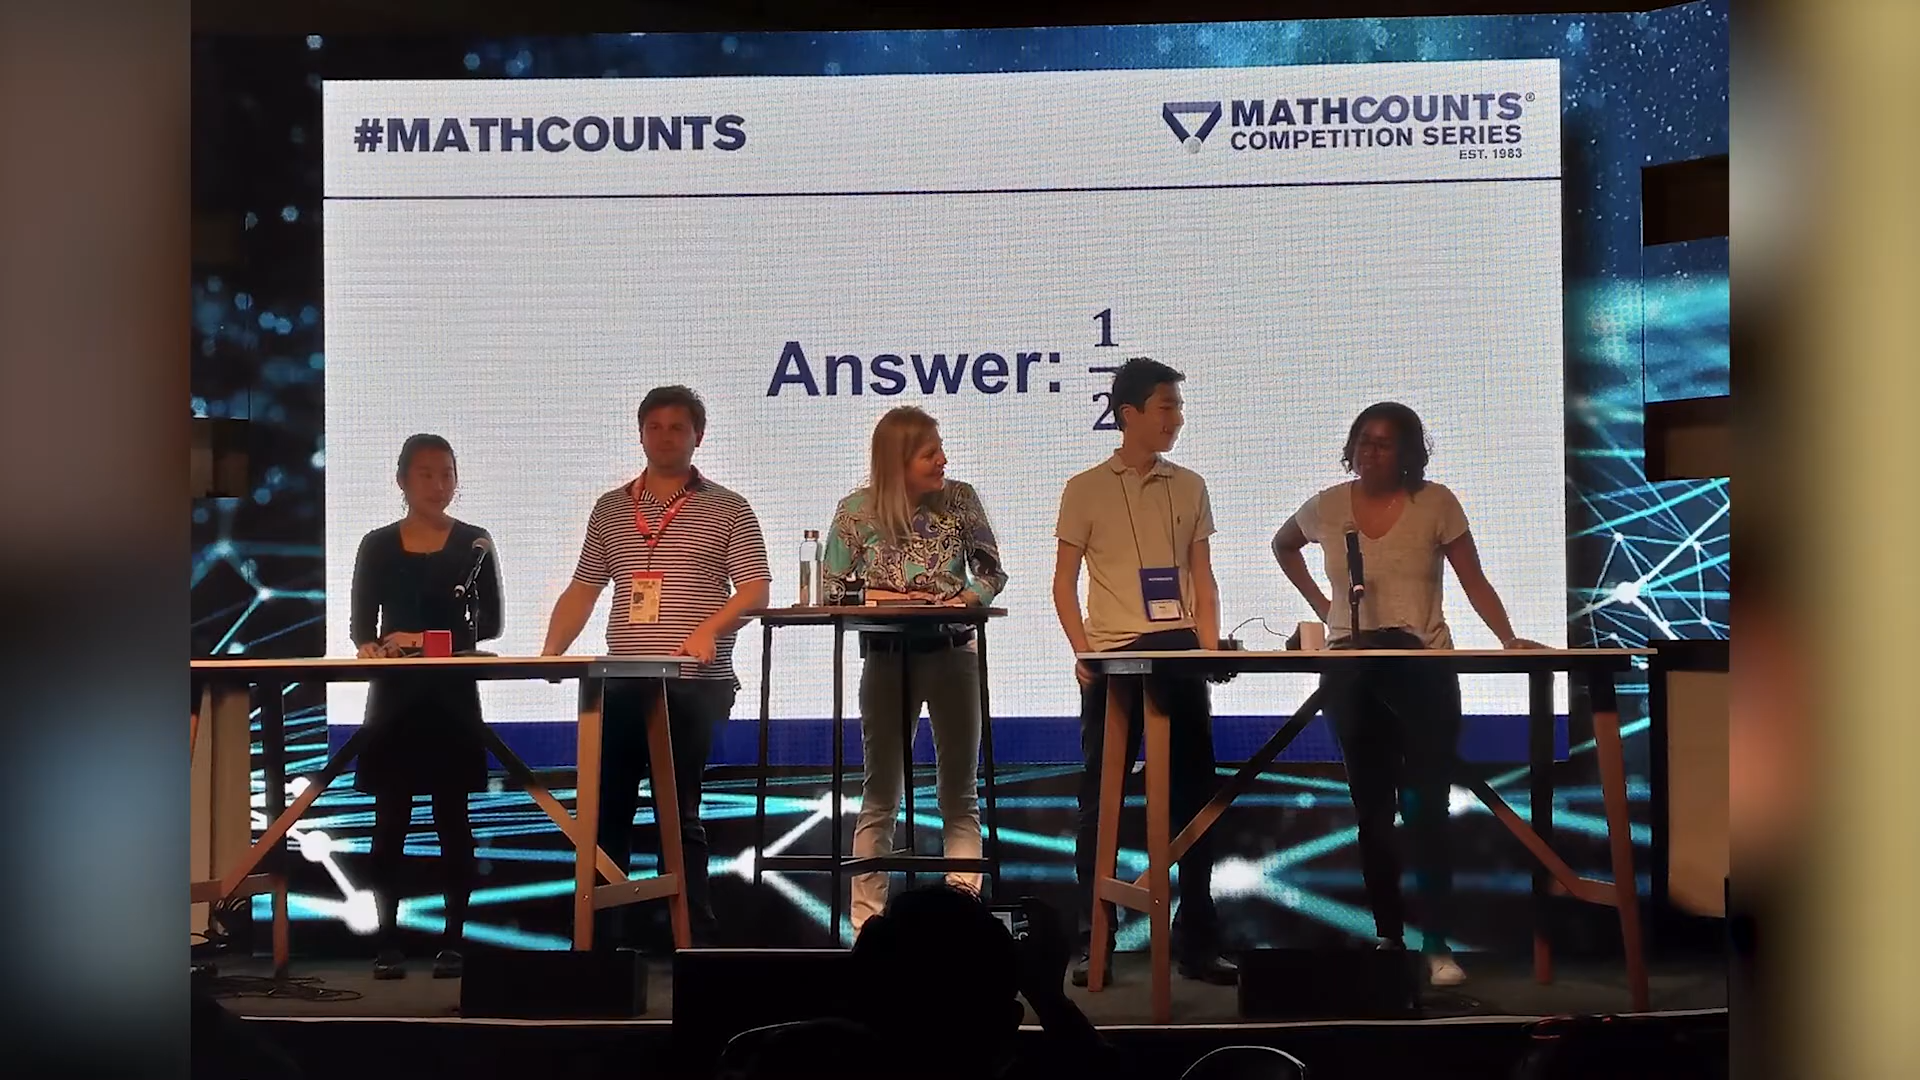 #MATHCOUNTS
MATHCOUNTS®
COMPETITION SERIES
EST. 1983
Answer: 1
2